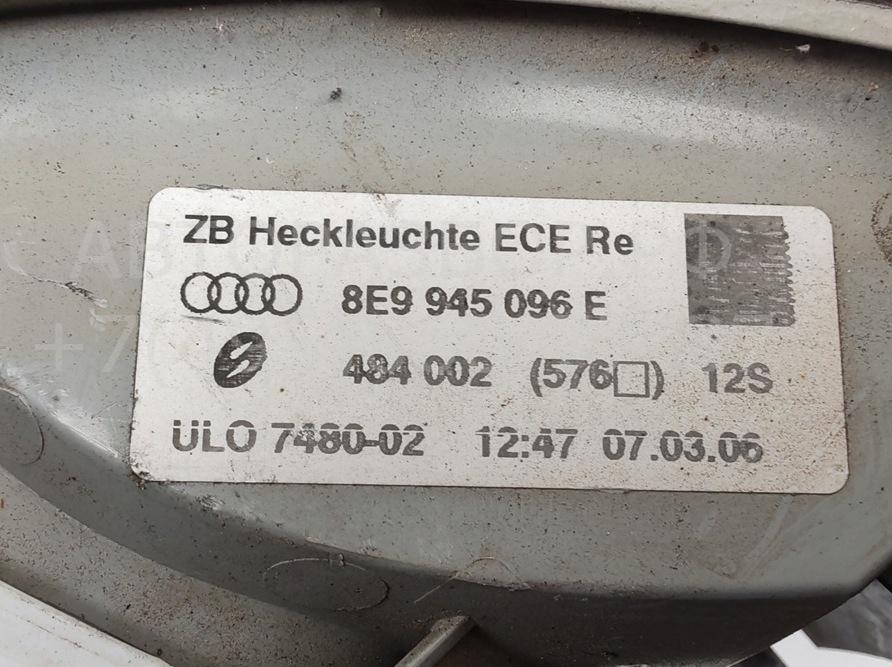 ZB Heckleuchte ECE Re
8E9 945 096 E
484 002 (576□) 12S
ULO 7480-02 12:47 07.03.06